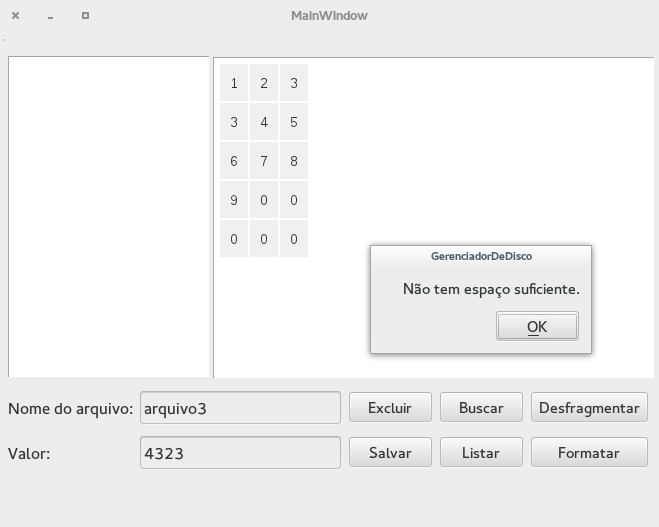 MainWindow
1 2 3
3 4 5
6 7 8
9 0 0
0 0 0
GerenciadorDeDisco
Não tem espaço suficiente.
OK
Nome do arquivo: arquivo3 Excluir Buscar Desfragmentar
Valor: 4323 Salvar Listar Formatar